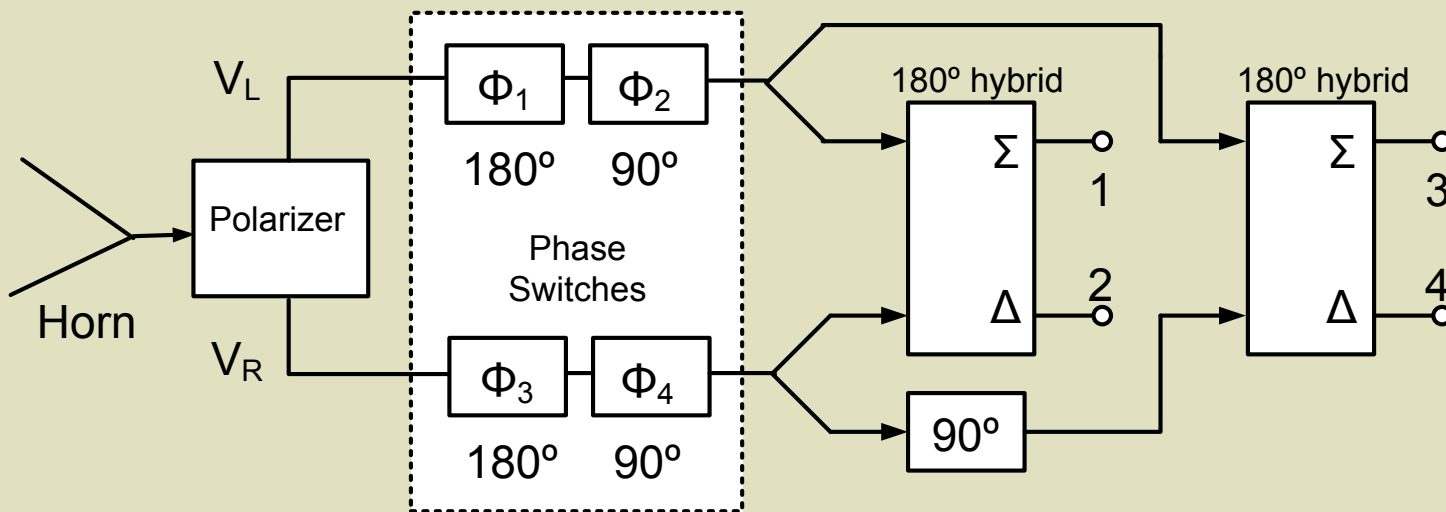 V_L
Φ₁
Φ₂
180º
90º
180º hybrid
180º hybrid
Σ
1
Σ
3
Polarizer
Phase
Switches
Horn
2
Δ
4
Δ
V_R
Φ₃
Φ₄
90º
180º
90º